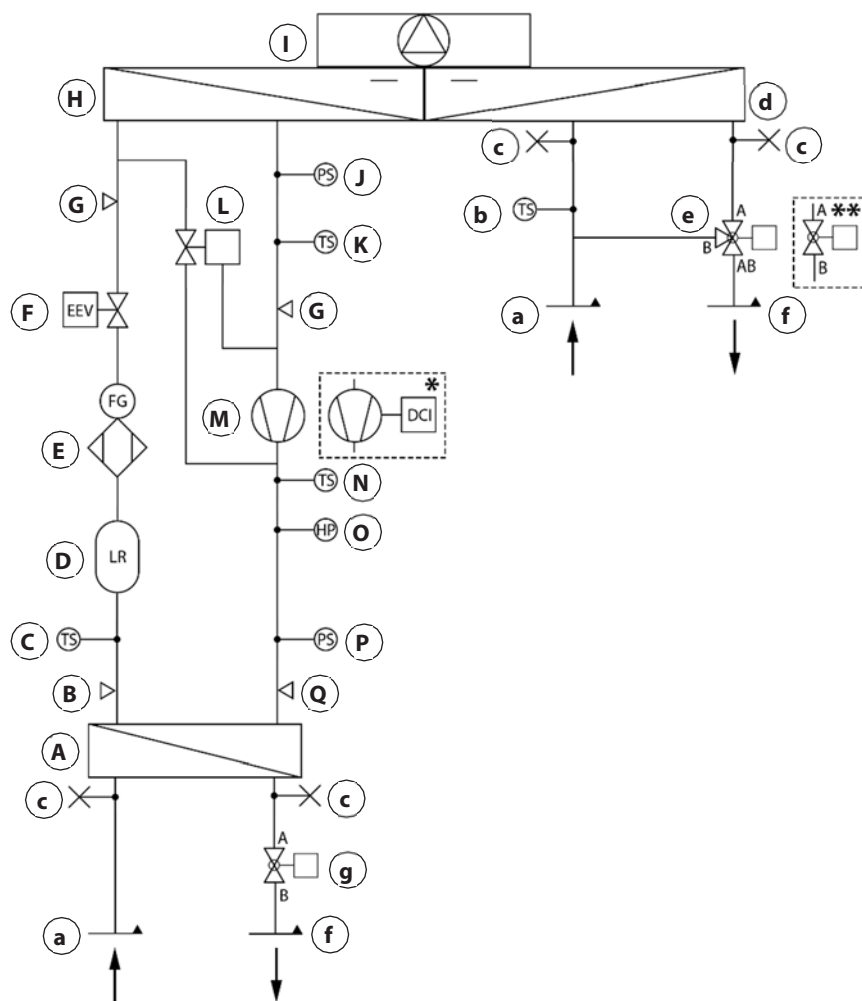 I
H
d
c
c
PS J
G
L
b TS
e A
A **
TS K
B
AB
B
F EEV
G
a
f
FG
*
M
DCI
E
TS N
HP O
D LR
C TS
PS P
B
Q
A
c
c
A
g
B
a
f